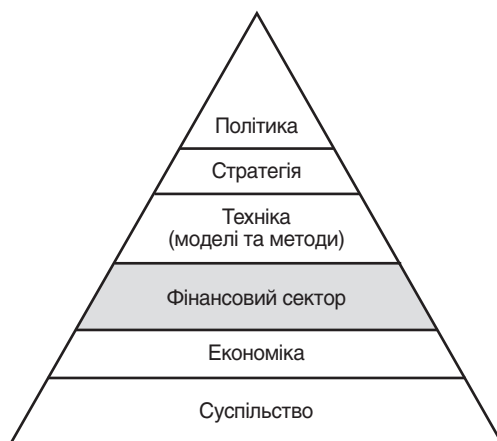 Політика
Стратегія
Техніка
(моделі та методи)
Фінансовий сектор
Економіка
Суспільство